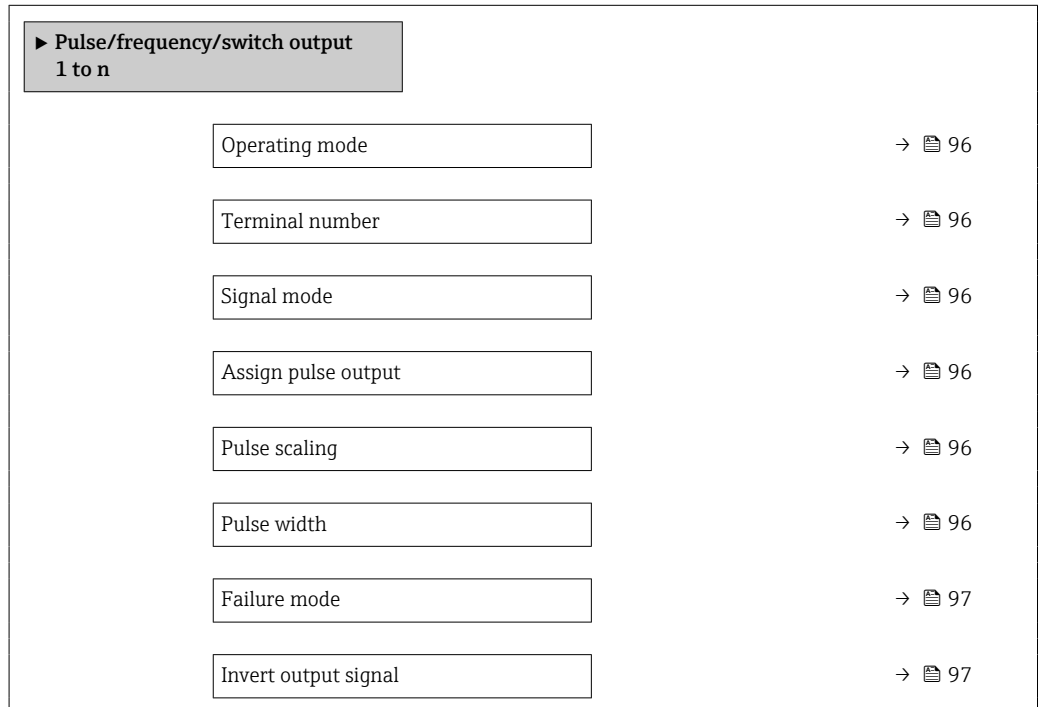 ▶ Pulse/frequency/switch output
1 to n
Operating mode → 96
Terminal number → 96
Signal mode → 96
Assign pulse output → 96
Pulse scaling → 96
Pulse width → 96
Failure mode → 97
Invert output signal → 97